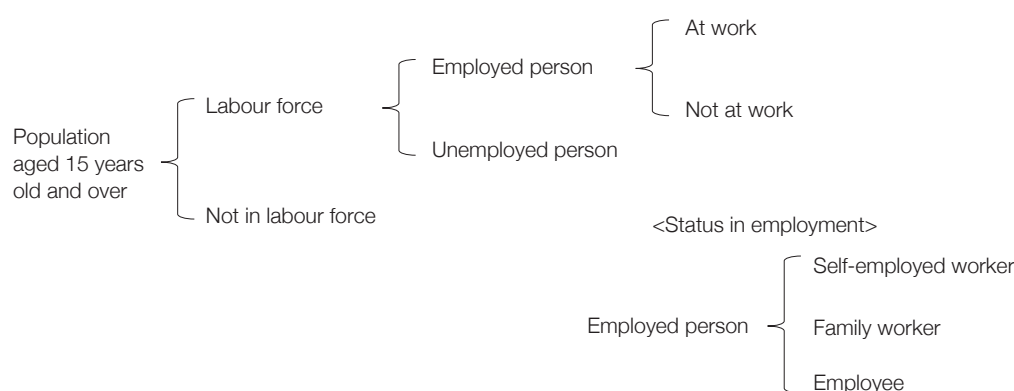 At work
Employed person
Labour force
Not at work
Population
aged 15 years
old and over
Unemployed person
Not in labour force
<Status in employment>
Self-employed worker
Employed person
Family worker
Employee